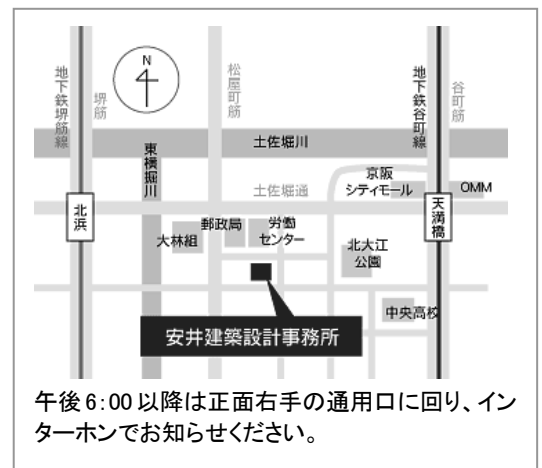 N
地下鉄堺筋線
堺筋
松屋町筋
地下鉄谷町線
谷町筋
土佐堀川
東横堀川
京阪
シティモール
OMM
土佐堀通
北浜
天満橋
郵政局
労働
センター
大林組
北大江
公園
中央高校
安井建築設計事務所
午後6:00以降は正面右手の通用口に回り、イン
ターホンでお知らせください。